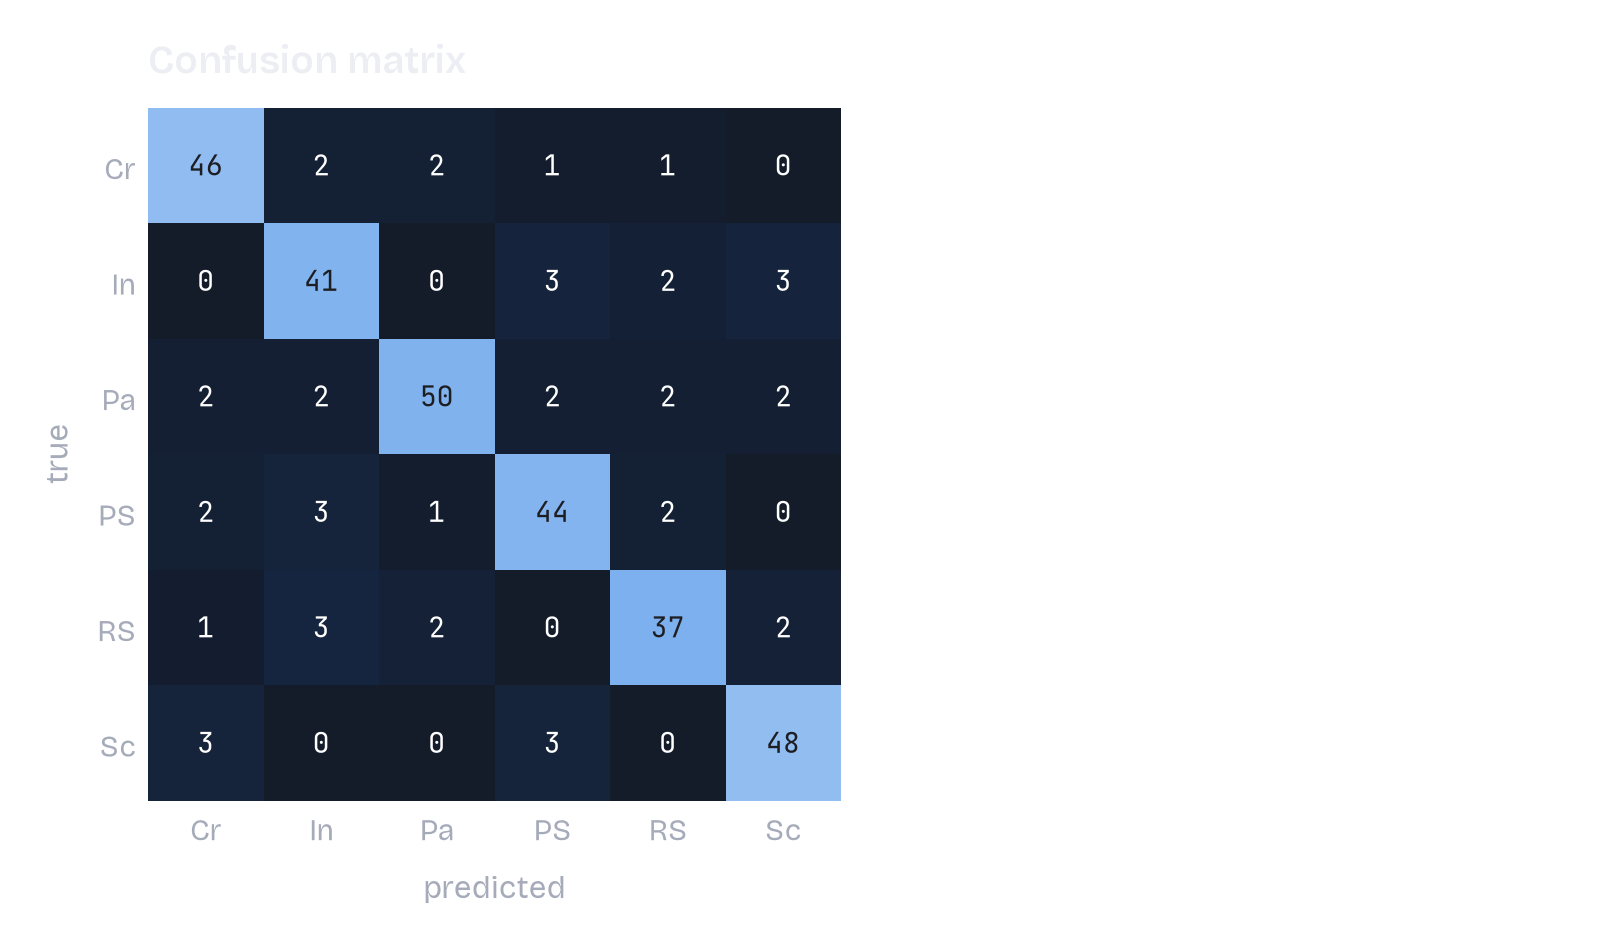 Confusion matrix
Cr 46 2 2 1 1 0
In 0 41 0 3 2 3
Pa 2 2 50 2 2 2
PS 2 3 1 44 2 0
RS 1 3 2 0 37 2
Sc 3 0 0 3 0 48
Cr In Pa PS RS Sc
true
predicted